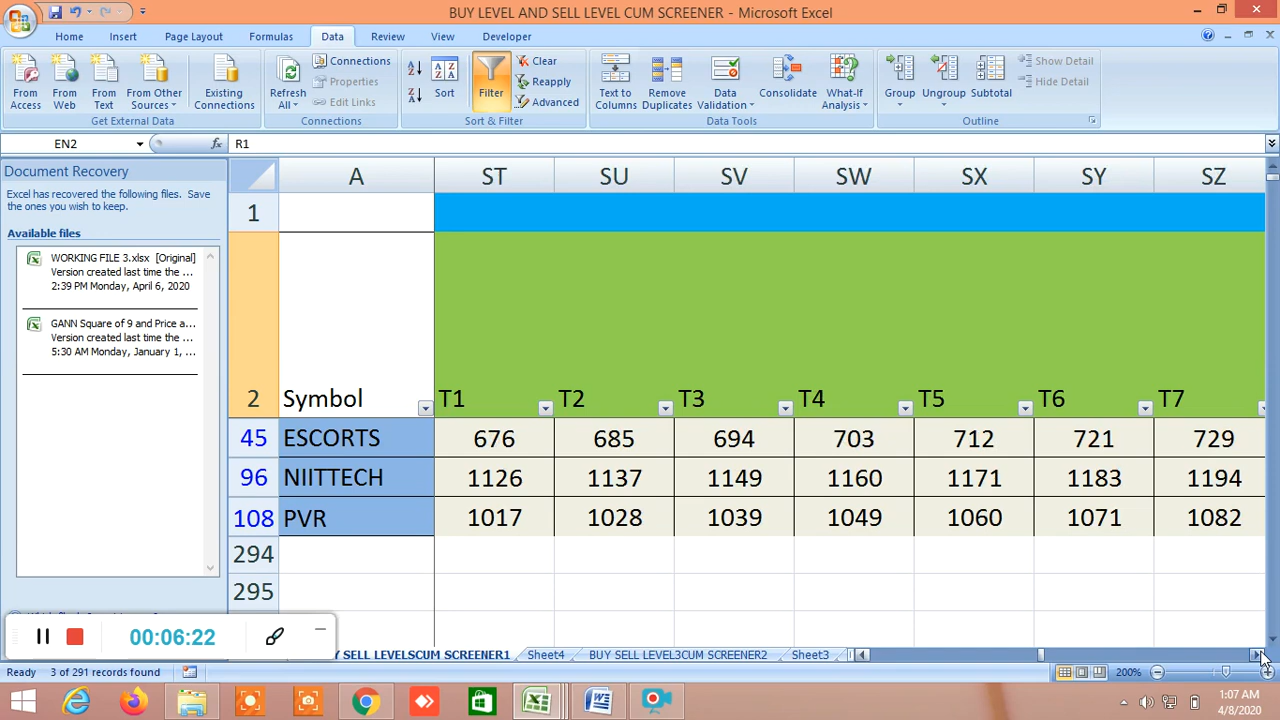 BUY LEVEL AND SELL LEVEL CUM SCREENER - Microsoft Excel
Home Insert Page Layout Formulas Data Review View Developer
From Access
From Web
From Text
From Other Sources
Existing Connections
Get External Data
Refresh All
Connections
Properties
Edit Links
Connections
Sort
Filter
Clear
Reapply
Advanced
Sort & Filter
Text to Columns
Remove Duplicates
Data Validation
Consolidate
What-If Analysis
Data Tools
Group
Ungroup
Subtotal
Show Detail
Hide Detail
Outline
EN2 fx R1
Document Recovery
Excel has recovered the following files. Save
the ones you wish to keep.
Available files
WORKING FILE 3.xlsx [Original]
Version created last time the ...
2:39 PM Monday, April 6, 2020
GANN Square of 9 and Price a...
Version created last time the ...
5:30 AM Monday, January 1, ...
A ST SU SV SW SX SY SZ
1
2 Symbol T1 T2 T3 T4 T5 T6 T7
45 ESCORTS 676 685 694 703 712 721 729
96 NIITTECH 1126 1137 1149 1160 1171 1183 1194
108 PVR 1017 1028 1039 1049 1060 1071 1082
294
295
00:06:22
Y SELL LEVELSCUM SCREENER1 Sheet4 BUY SELL LEVEL3CUM SCREENER2 Sheet3
Ready 3 of 291 records found 200%
1:07 AM
4/8/2020